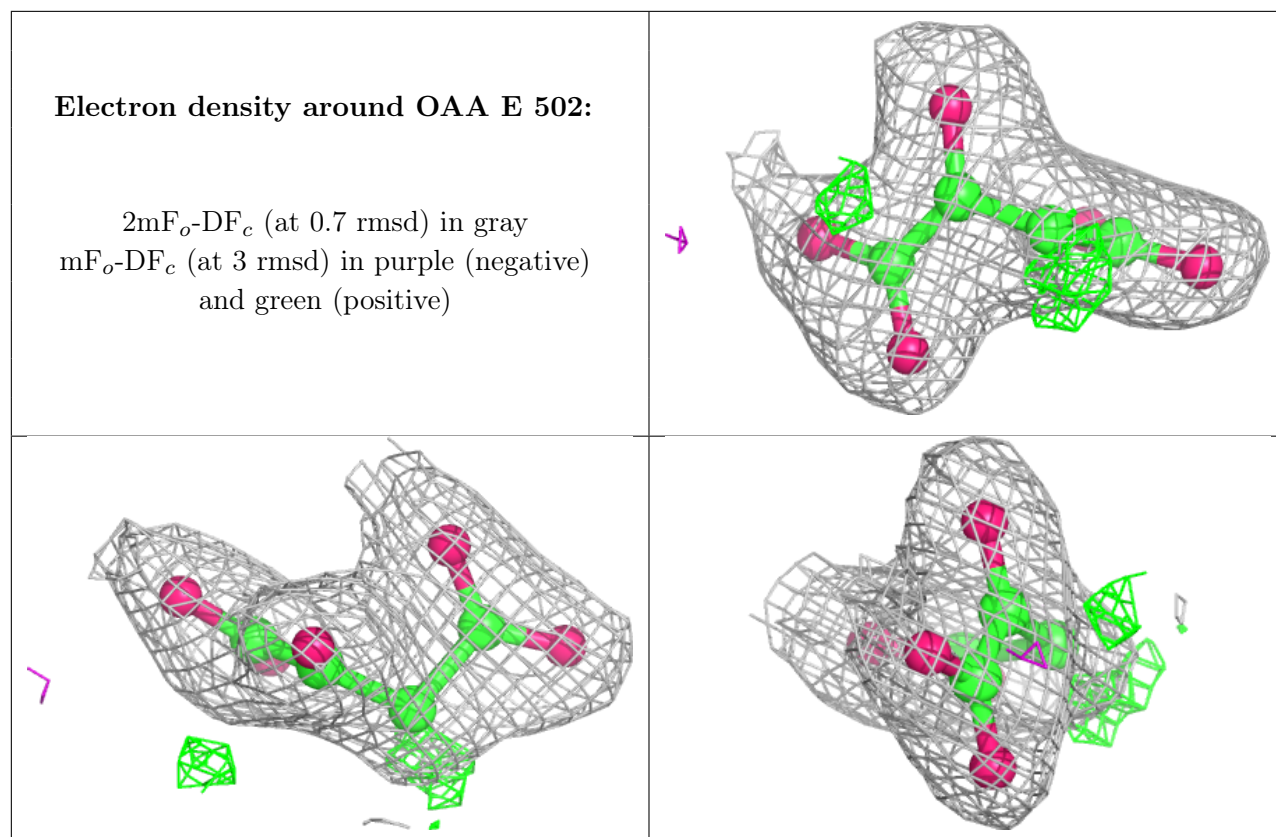 Electron density around OAA E 502:
2mFₒ-DF𝒸 (at 0.7 rmsd) in gray
mFₒ-DF𝒸 (at 3 rmsd) in purple (negative)
and green (positive)